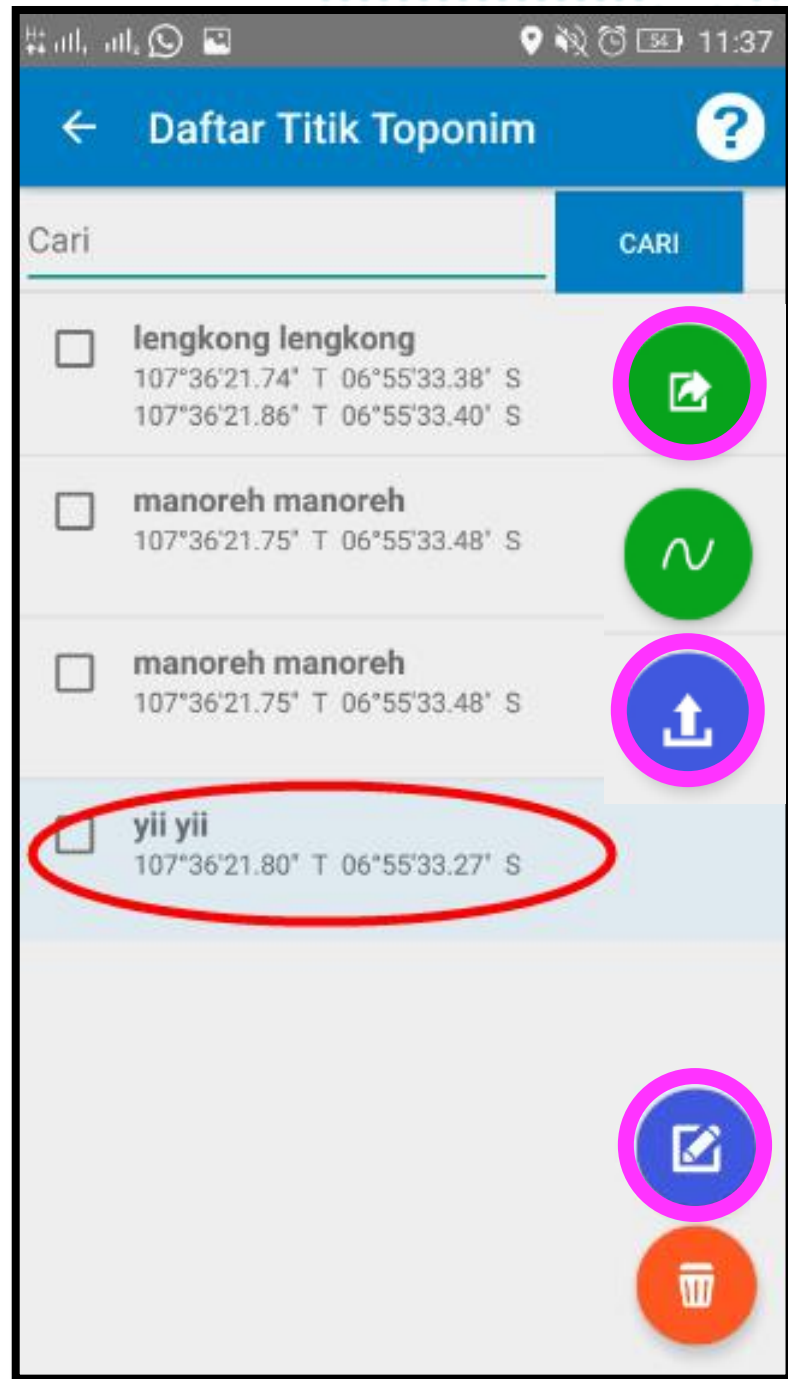 54 11:37
Daftar Titik Toponim ?
Cari CARI
lengkong lengkong
107°36'21.74" T 06°55'33.38" S
107°36'21.86" T 06°55'33.40" S
manoreh manoreh
107°36'21.75" T 06°55'33.48" S
manoreh manoreh
107°36'21.75" T 06°55'33.48" S
yii yii
107°36'21.80" T 06°55'33.27" S